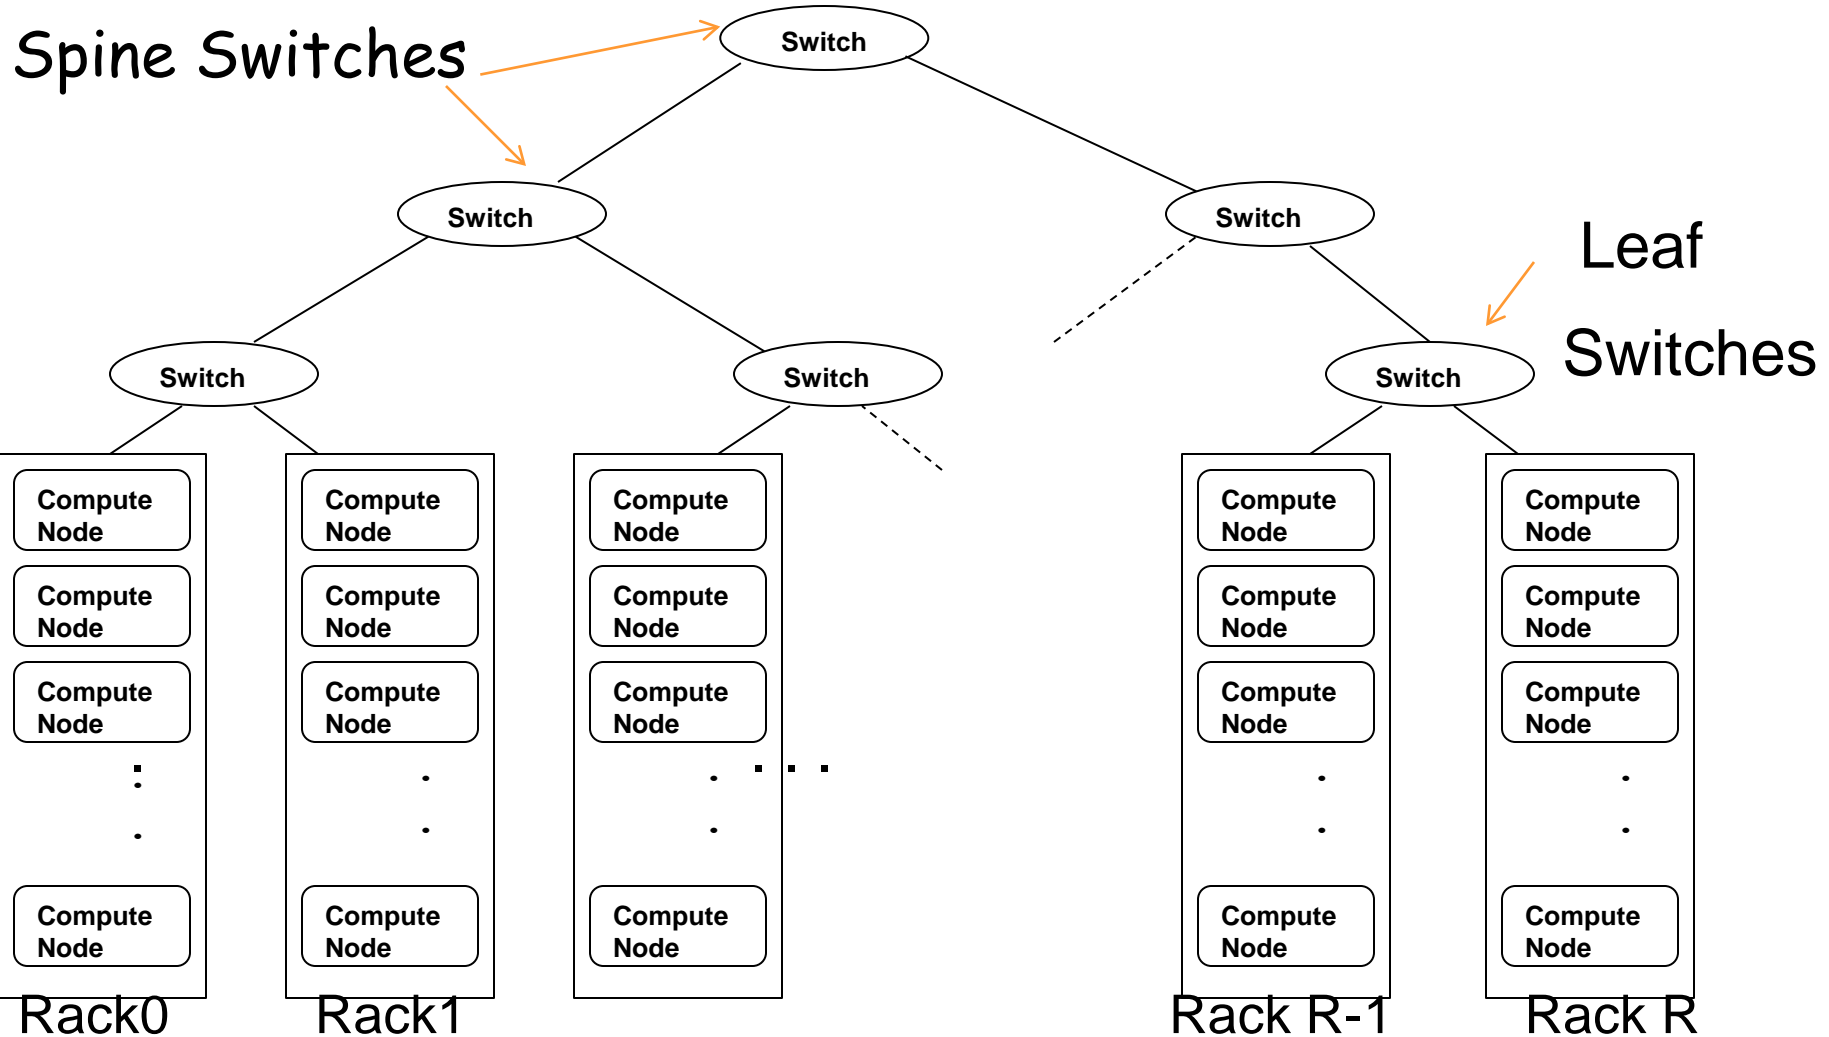 Spine Switches
Switch
Switch
Switch
Leaf
Switches
Switch
Switch
Switch
Compute
Node
Compute
Node
Compute
Node
Compute
Node
Compute
Node
Compute
Node
Compute
Node
Compute
Node
Compute
Node
Compute
Node
Compute
Node
Compute
Node
Compute
Node
Compute
Node
Compute
Node
. . .
Compute
Node
Compute
Node
Compute
Node
Compute
Node
Compute
Node
Rack0
Rack1
Rack R-1
Rack R